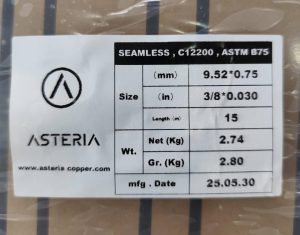 SEAMLESS , C12200 , ASTM B75
Size (mm) 9.52*0.75
(in) 3/8*0.030
Length(m) 15
Wt. Net (Kg) 2.74
Gr. (Kg) 2.80
mfg . Date 25.05.30
ASTERIA
www.asteria copper.com